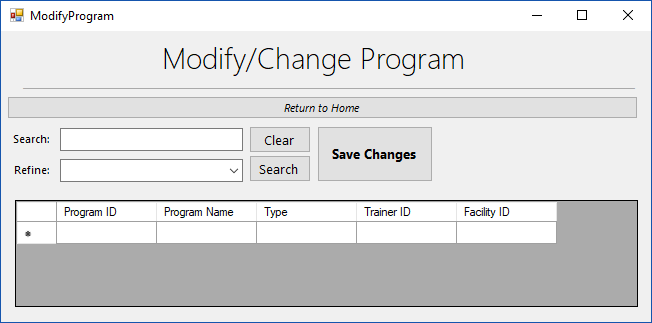 ModifyProgram
Modify/Change Program
Return to Home
Search:
Clear
Save Changes
Refine:
Search
Program ID Program Name Type Trainer ID Facility ID
*